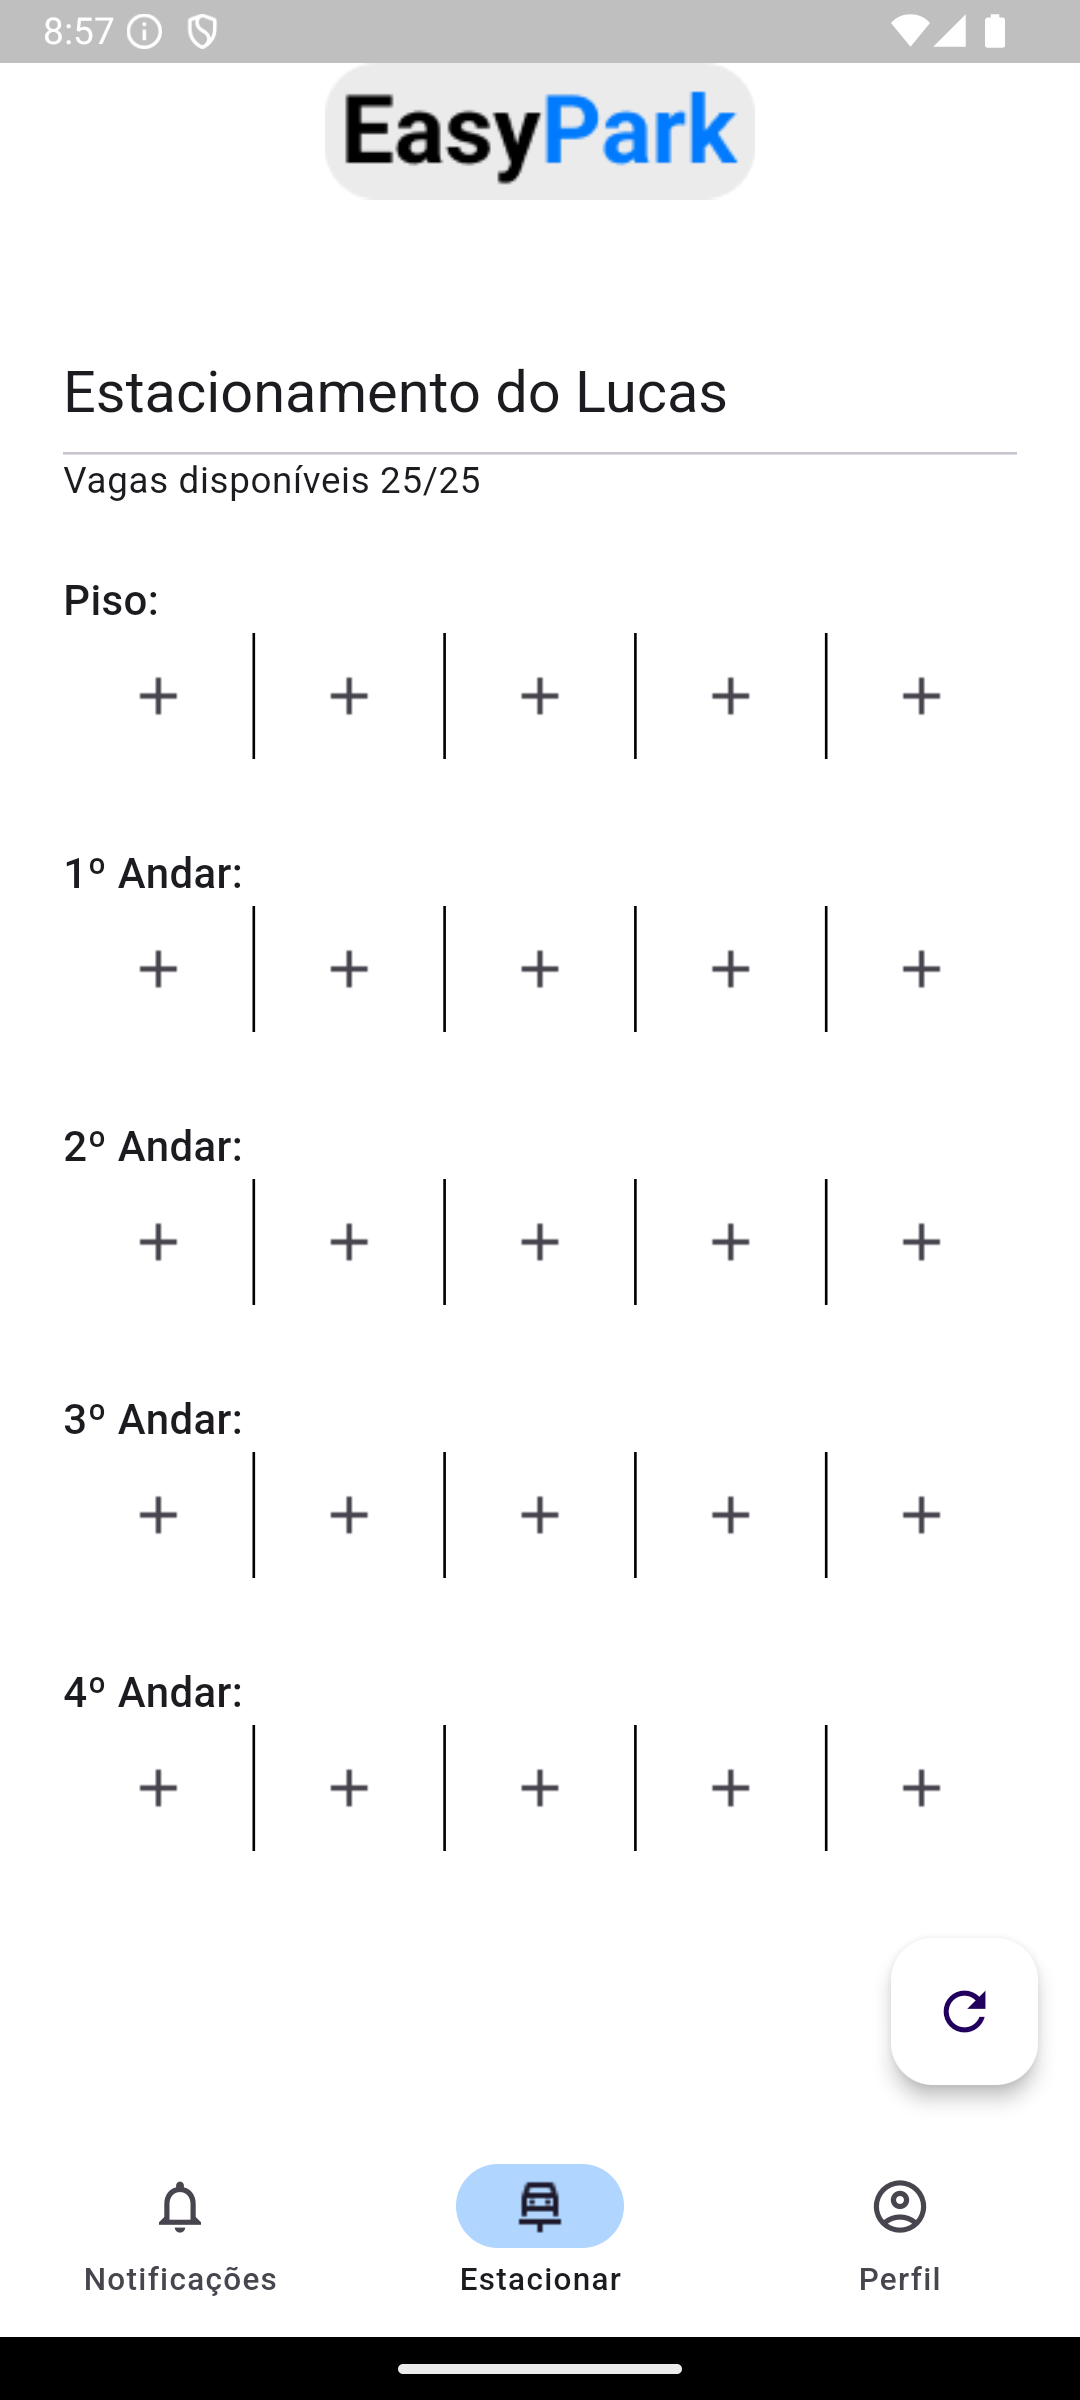 8:57
EasyPark
Estacionamento do Lucas
Vagas disponíveis 25/25
Piso:
1º Andar:
2º Andar:
3º Andar:
4º Andar:
Notificações
Estacionar
Perfil